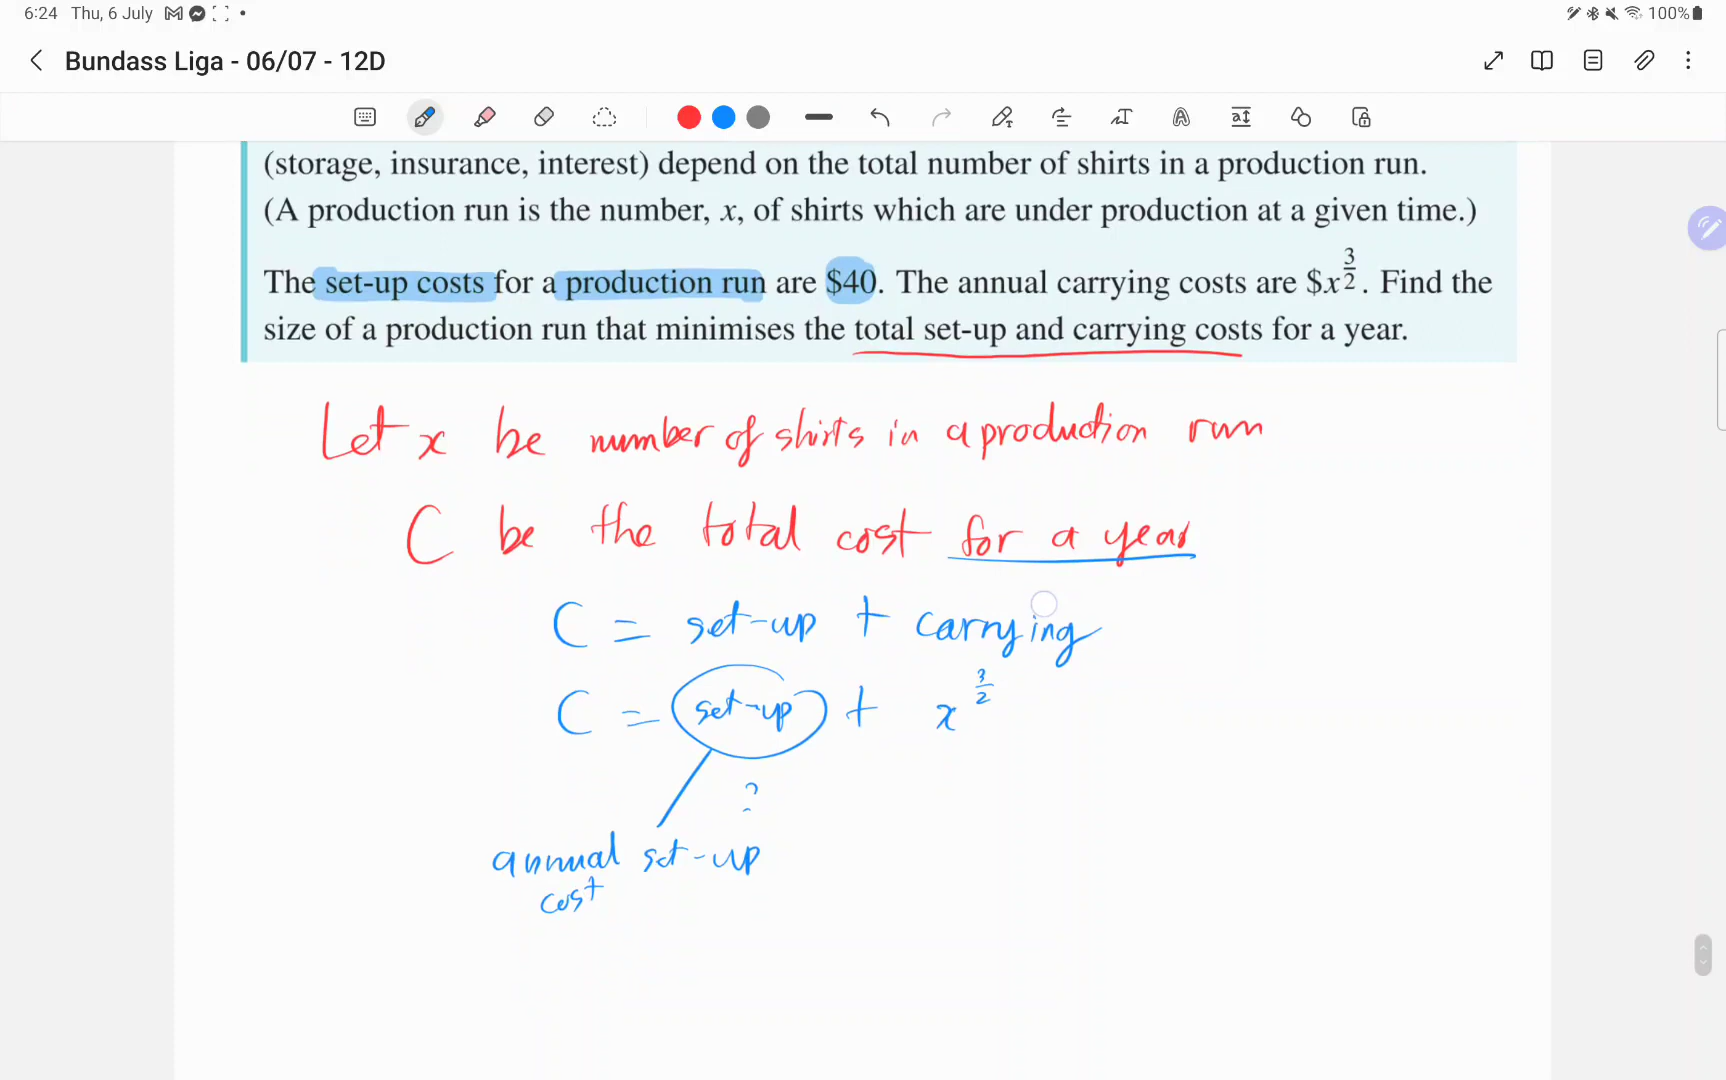 6:24 Thu, 6 July 100%
Bundass Liga - 06/07 - 12D
(storage, insurance, interest) depend on the total number of shirts in a production run.
(A production run is the number, x, of shirts which are under production at a given time.)
The set-up costs for a production run are $40. The annual carrying costs are $x^{3/2}. Find the
size of a production run that minimises the total set-up and carrying costs for a year.
Let x be number of shirts in a production run
C be the total cost for a year
C = set-up + carrying
C = set-up + x^{3/2}
?
annual set-up
cost